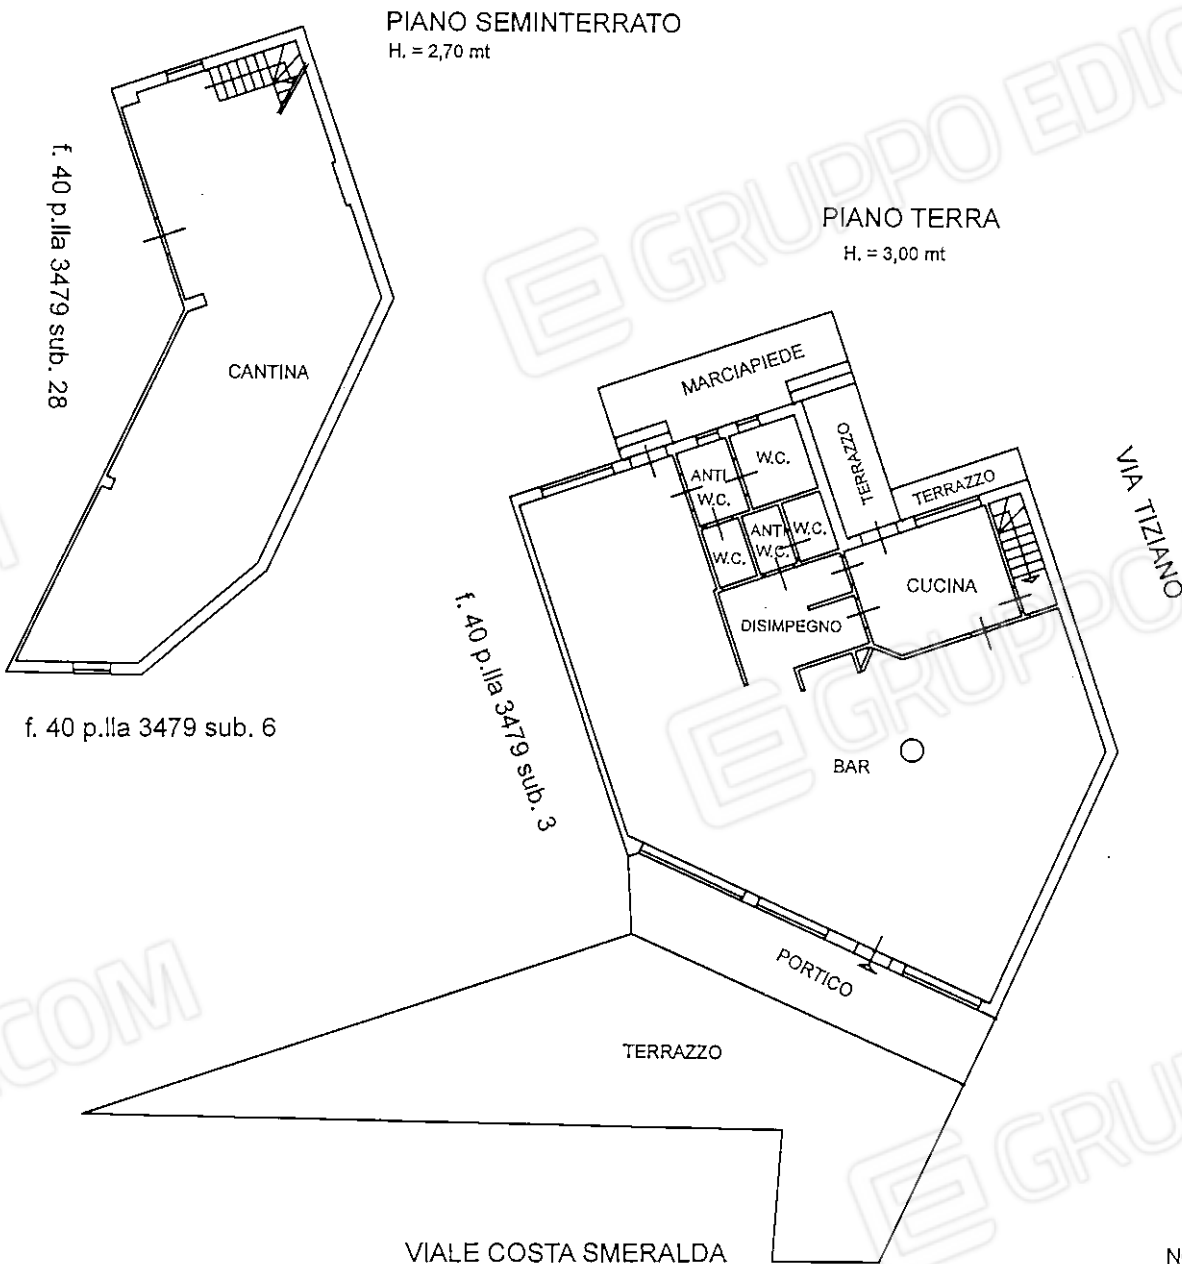 PIANO SEMINTERRATO
H. = 2,70 mt
f. 40 p.lla 3479 sub. 28
CANTINA
f. 40 p.lla 3479 sub. 6
PIANO TERRA
H. = 3,00 mt
MARCIAPIEDE
TERRAZZO
TERRAZZO
ANTI
W.C.
W.C.
W.C.
ANTI
W.C.
W.C.
CUCINA
DISIMPEGNO
VIA TIZIANO
f. 40 p.lla 3479 sub. 3
BAR
PORTICO
TERRAZZO
VIALE COSTA SMERALDA
N
GRUPPO EDIC
GRUPPO
.COM
GRU